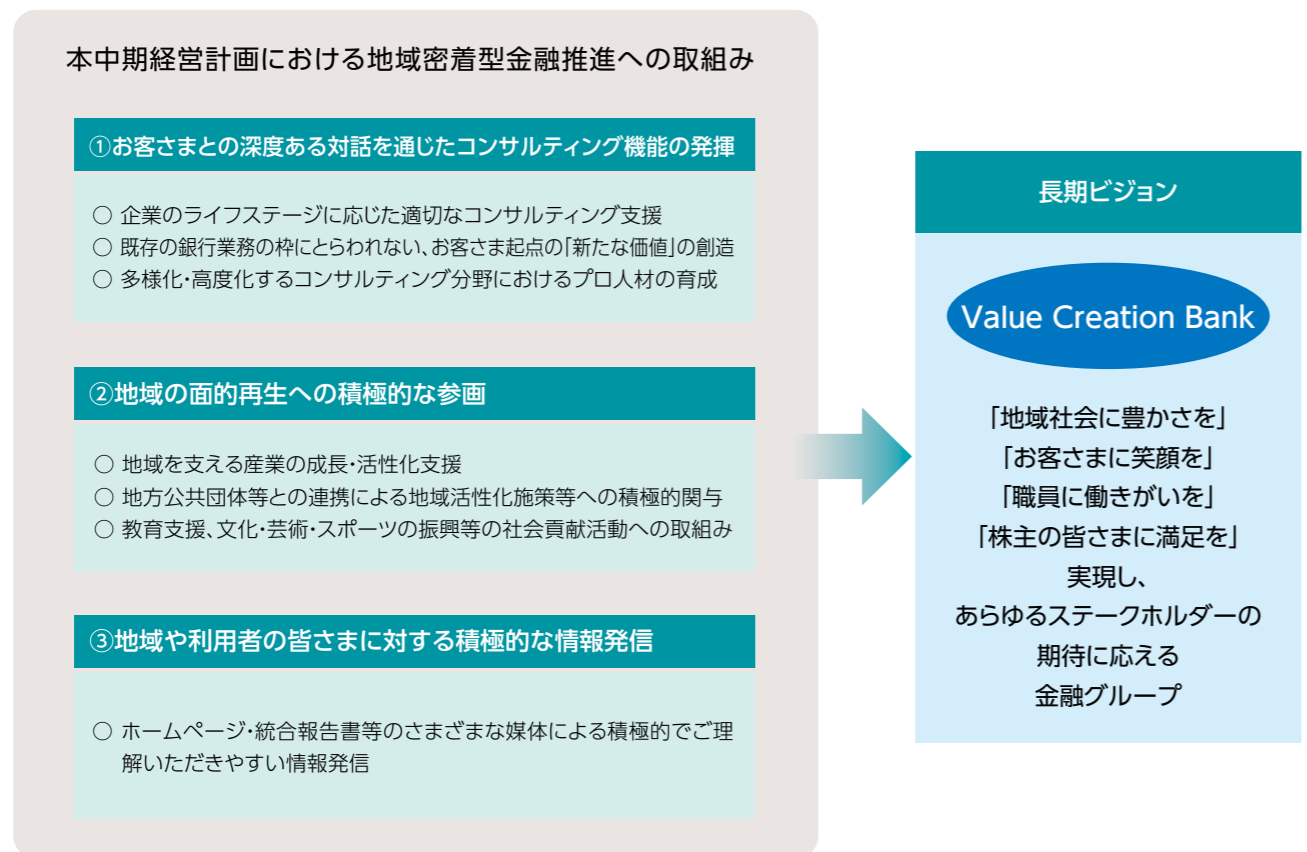 本中期経営計画における地域密着型金融推進への取組み
①お客さまとの深度ある対話を通じたコンサルティング機能の発揮
○ 企業のライフステージに応じた適切なコンサルティング支援
○ 既存の銀行業務の枠にとらわれない、お客さま起点の「新たな価値」の創造
○ 多様化・高度化するコンサルティング分野におけるプロ人材の育成
②地域の面的再生への積極的な参画
○ 地域を支える産業の成長・活性化支援
○ 地方公共団体等との連携による地域活性化施策等への積極的関与
○ 教育支援、文化・芸術・スポーツの振興等の社会貢献活動への取組み
③地域や利用者の皆さまに対する積極的な情報発信
○ ホームページ・統合報告書等のさまざまな媒体による積極的でご理
解いただきやすい情報発信
長期ビジョン
Value Creation Bank
「地域社会に豊かさを」
「お客さまに笑顔を」
「職員に働きがいを」
「株主の皆さまに満足を」
実現し、
あらゆるステークホルダーの
期待に応える
金融グループ